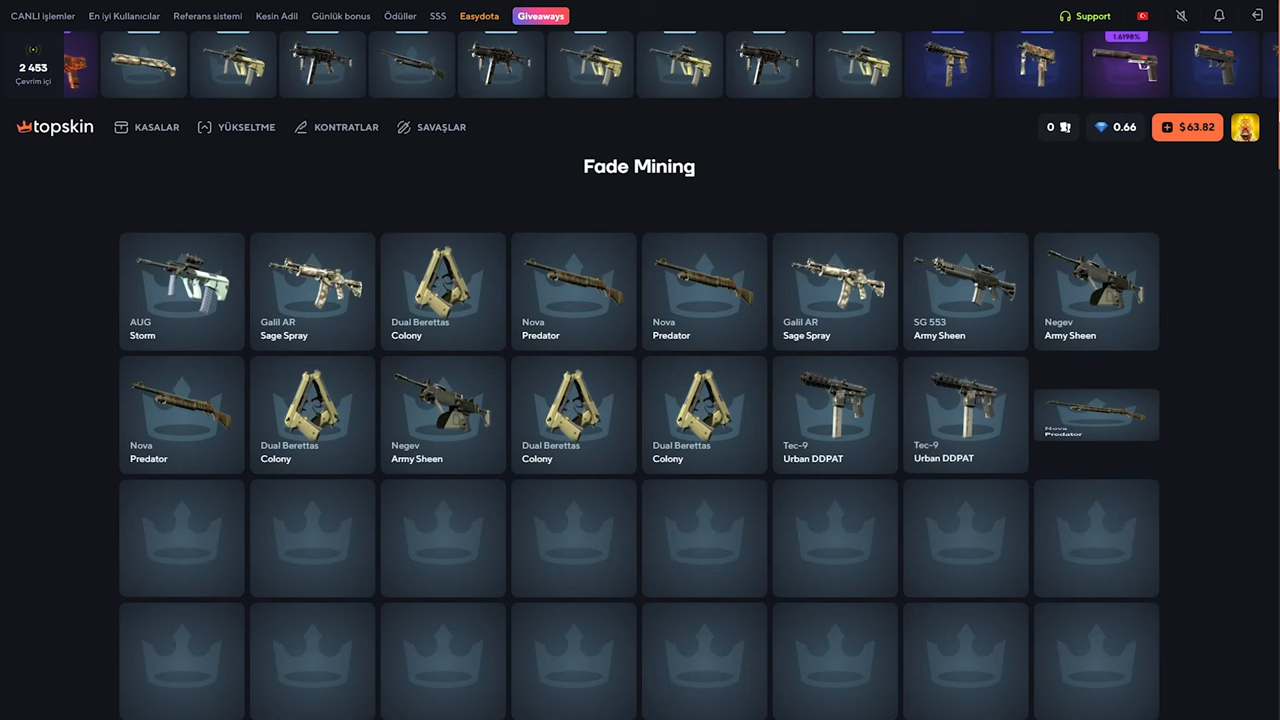 CANLI işlemler
En iyi Kullanıcılar
Referans sistemi
Kesin Adil
Günlük bonus
Ödüller
SSS
Easydota
Giveaways
Support
2 453
Çevrim içi
1.6198%
topskin
KASALAR
YÜKSELTME
KONTRATLAR
SAVAŞLAR
0
0.66
$ 63.82
Fade Mining
AUG
Storm
Galil AR
Sage Spray
Dual Berettas
Colony
Nova
Predator
Nova
Predator
Galil AR
Sage Spray
SG 553
Army Sheen
Negev
Army Sheen
Nova
Predator
Dual Berettas
Colony
Negev
Army Sheen
Dual Berettas
Colony
Dual Berettas
Colony
Tec-9
Urban DDPAT
Tec-9
Urban DDPAT
Nova
Predator